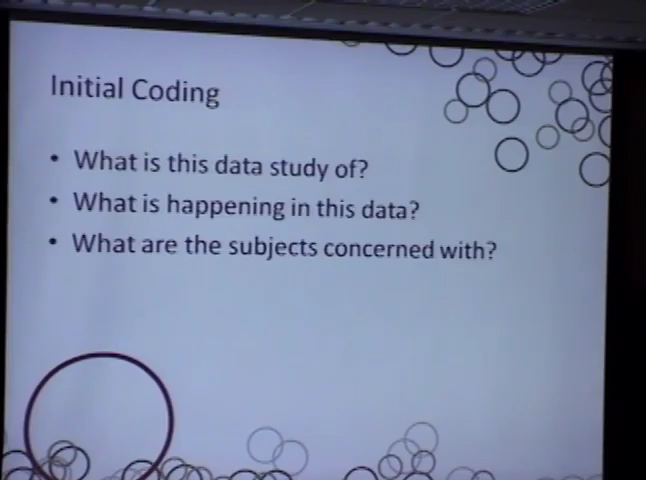 Initial Coding
• What is this data study of?
• What is happening in this data?
• What are the subjects concerned with?